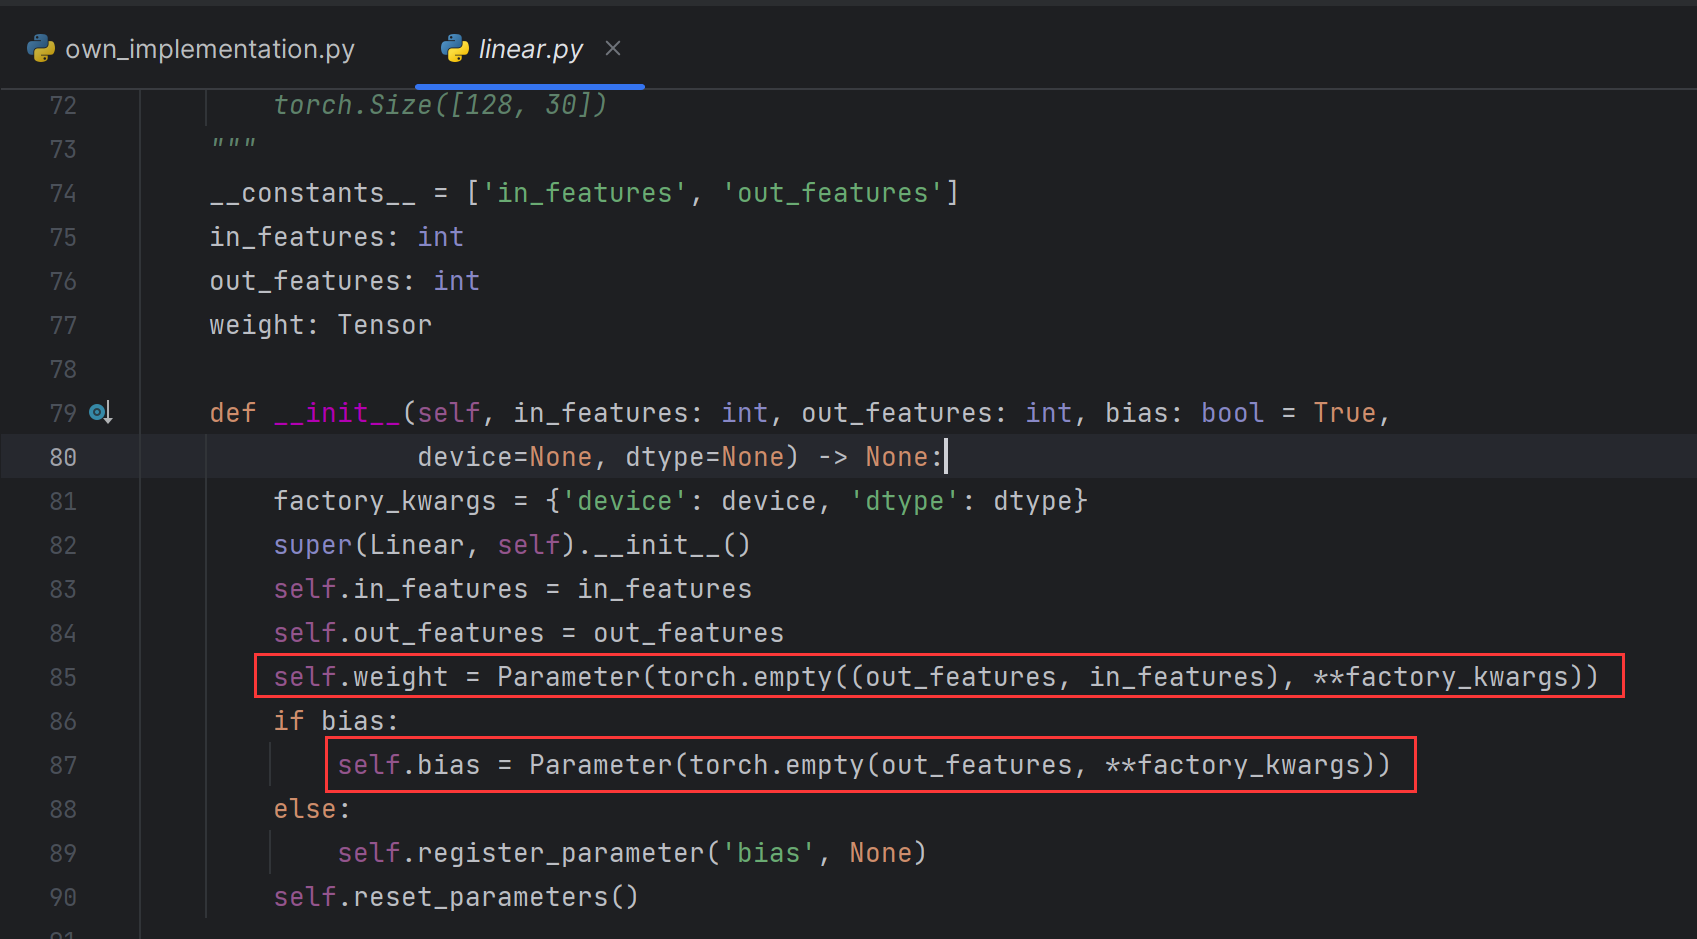 own_implementation.py linear.py
72 torch.Size([128, 30])
73 """
74 __constants__ = ['in_features', 'out_features']
75 in_features: int
76 out_features: int
77 weight: Tensor
78
79 def __init__(self, in_features: int, out_features: int, bias: bool = True,
80 device=None, dtype=None) -> None:
81 factory_kwargs = {'device': device, 'dtype': dtype}
82 super(Linear, self).__init__()
83 self.in_features = in_features
84 self.out_features = out_features
85 self.weight = Parameter(torch.empty((out_features, in_features), **factory_kwargs))
86 if bias:
87 self.bias = Parameter(torch.empty(out_features, **factory_kwargs))
88 else:
89 self.register_parameter('bias', None)
90 self.reset_parameters()
91